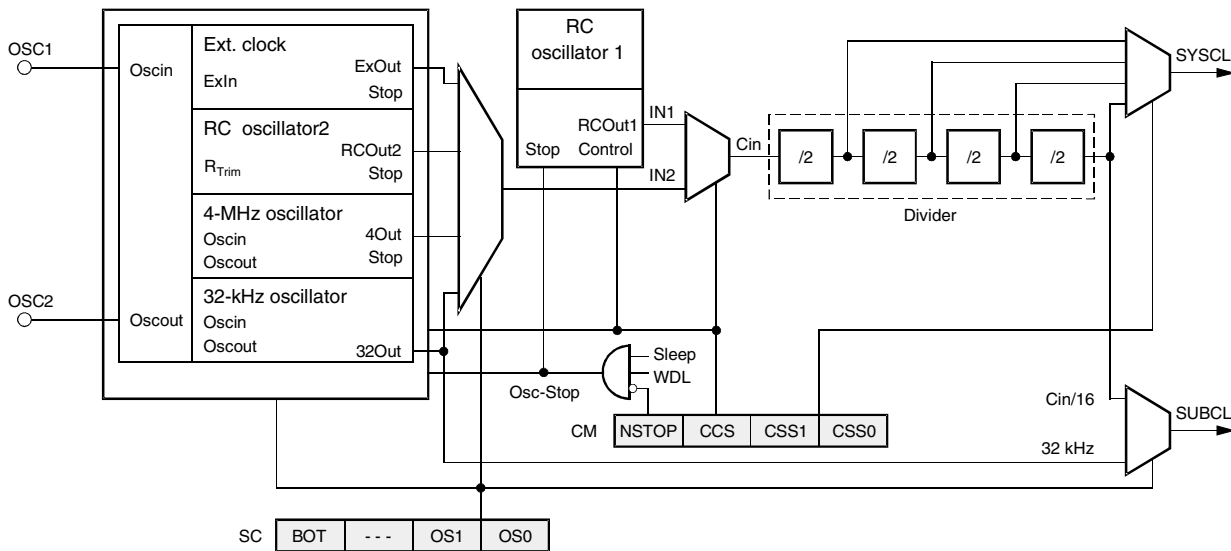 OSC1
OSC2
Oscin
Oscout
Ext. clock
ExIn
ExOut
Stop
RC oscillator2
RTrim
RCOut2
Stop
4-MHz oscillator
Oscin
Oscout
4Out
Stop
32-kHz oscillator
Oscin
Oscout
32Out
RC
oscillator 1
RCOut1
Stop Control
IN1
IN2
Cin
/2 /2 /2 /2
Divider
SYSCL
Sleep
WDL
Osc-Stop
CM NSTOP CCS CSS1 CSS0
Cin/16
32 kHz
SUBCL
SC BOT - - - OS1 OS0